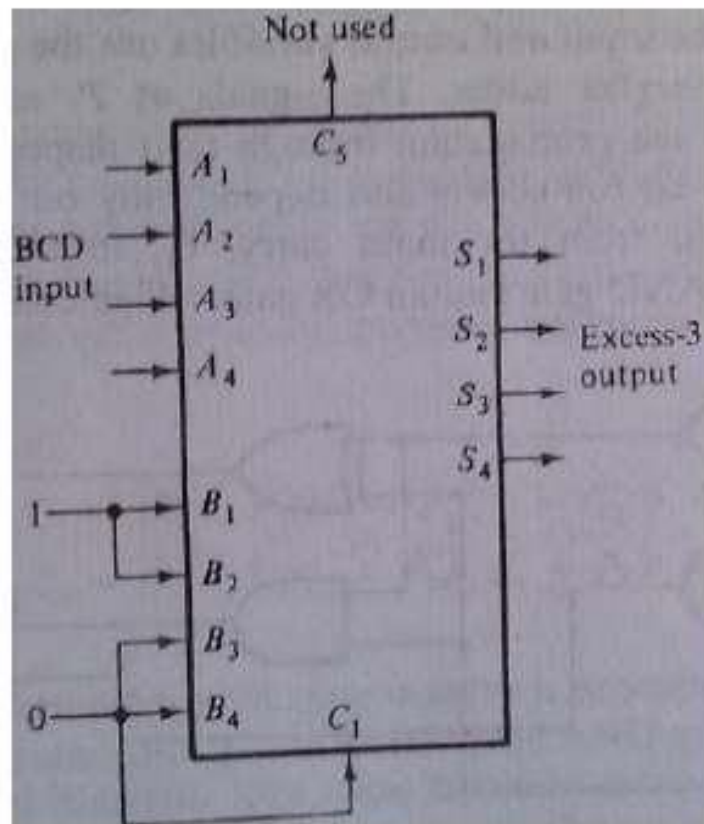 Not used
C5
A1
A2
BCD
input
A3
A4
S1
S2
Excess-3
output
S3
S4
1
B1
B2
B3
0
B4
C1